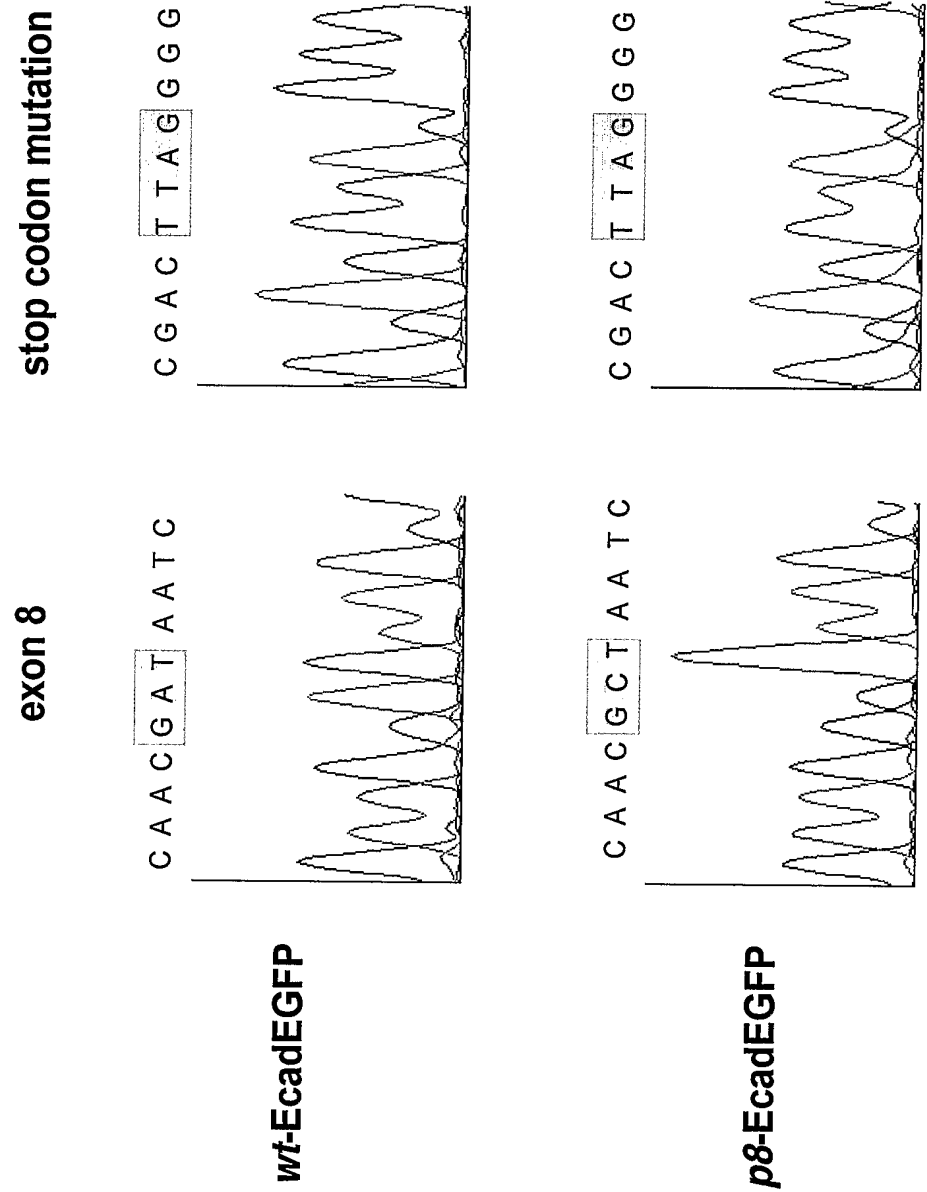 exon 8
stop codon mutation
wt-EcadEGFP
C A A C G A T A A T C
C G A C T T A G G G G
p8-EcadEGFP
C A A C G C T A A T C
C G A C T T A G G G G